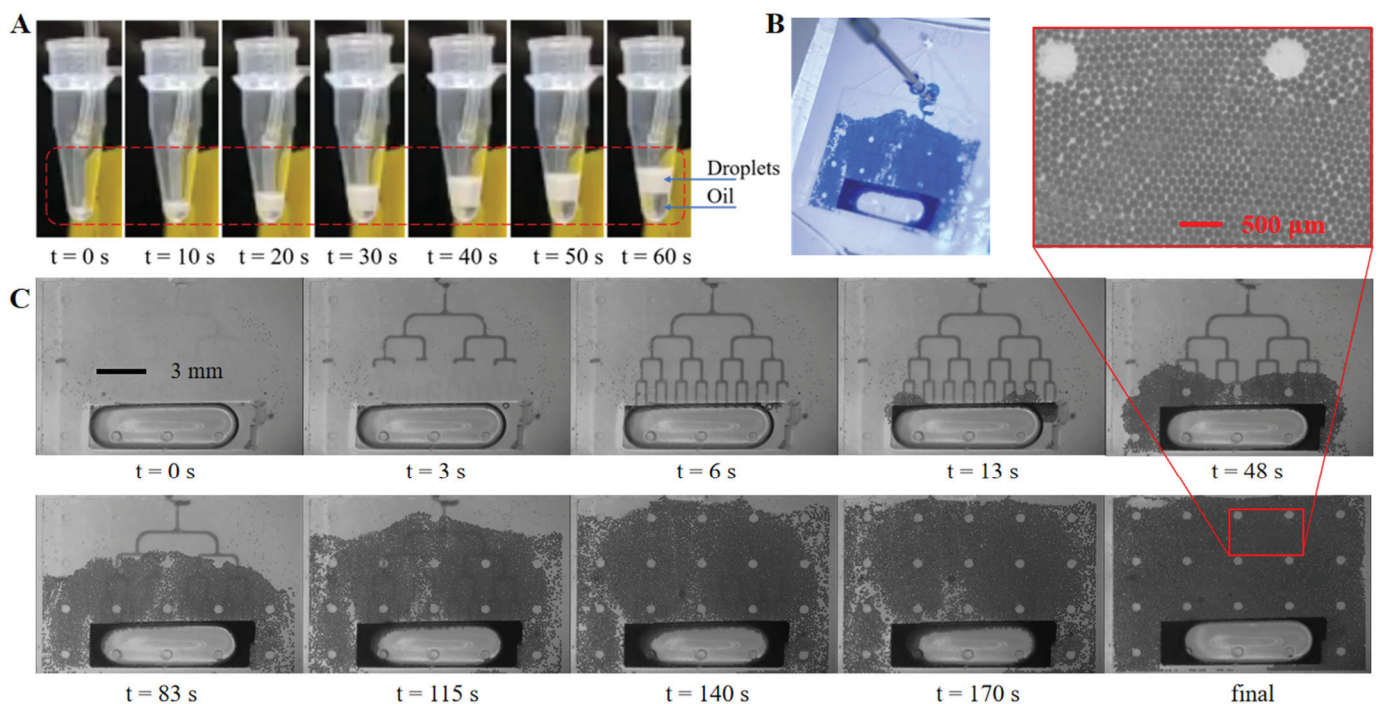 A
B
Droplets
Oil
500 μm
t = 0 s
t = 10 s
t = 20 s
t = 30 s
t = 40 s
t = 50 s
t = 60 s
C
3 mm
t = 0 s
t = 3 s
t = 6 s
t = 13 s
t = 48 s
t = 83 s
t = 115 s
t = 140 s
t = 170 s
final